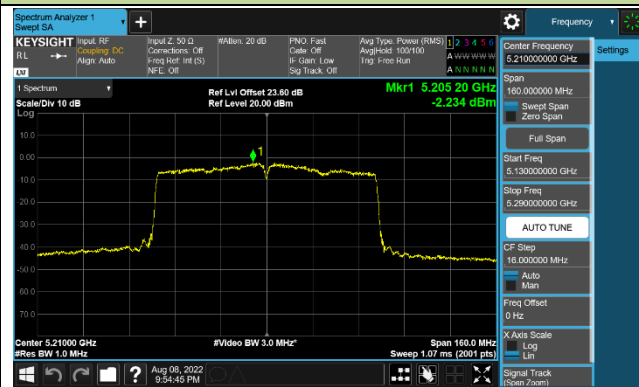 Spectrum Analyzer 1
Swept SA
Frequency
KEYSIGHT
RL
LXI
Input: RF
Coupling: DC
Align: Auto
Input Z: 50 Ω
Corrections: Off
Freq Ref: Int (S)
NFE: Off
#Atten: 20 dB
PNO: Fast
Gate: Off
IF Gain: Low
Sig Track: Off
Avg Type: Power (RMS)
Avg|Hold: 100/100
Trig: Free Run
1 2 3 4 5 6
A W W W W W
A N N N N N
1 Spectrum
Scale/Div 10 dB
Log
Ref Lvl Offset 23.60 dB
Ref Level 20.00 dBm
Mkr1 5.205 20 GHz
-2.234 dBm
10.0
0.00
-10.0
-20.0
-30.0
-40.0
-50.0
-60.0
-70.0
1
Center 5.21000 GHz
#Res BW 1.0 MHz
#Video BW 3.0 MHz*
Span 160.0 MHz
Sweep 1.07 ms (2001 pts)
Aug 08, 2022
9:54:45 PM
Center Frequency
5.210000000 GHz
Settings
Span
160.000000 MHz
Swept Span
Zero Span
Full Span
Start Freq
5.130000000 GHz
Stop Freq
5.290000000 GHz
AUTO TUNE
CF Step
16.000000 MHz
Auto
Man
Freq Offset
0 Hz
X Axis Scale
Log
Lin
Signal Track
(Span Zoom)